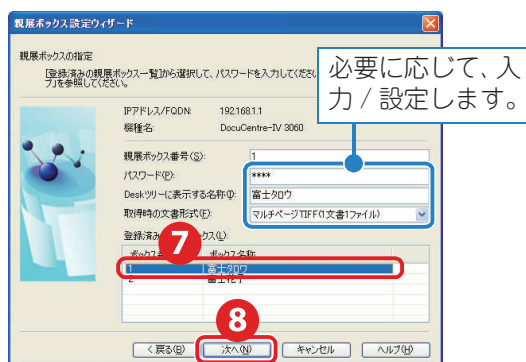 親展ボックス設定ウィザード
親展ボックスの指定
[登録済みの親展ボックス一覧]から選択して、パスワードを入力してくださ
プ]を参照してください。
必要に応じて、入
力 / 設定します。
IPアドレス/FQDN: 192.168.1.1
機種名: DocuCentre-IV 3060
親展ボックス番号(S): 1
パスワード(P): ****
Deskツリーに表示する名称(I): 富士タロウ
取得時の文書形式(F): マルチページTIFF(1文書1ファイル)
登録済み クス(L):
7
ボックス ボックス名称
1 富士タロウ
2 富士花子
8
< 戻る(B) 次へ(N) > キャンセル ヘルプ(H)